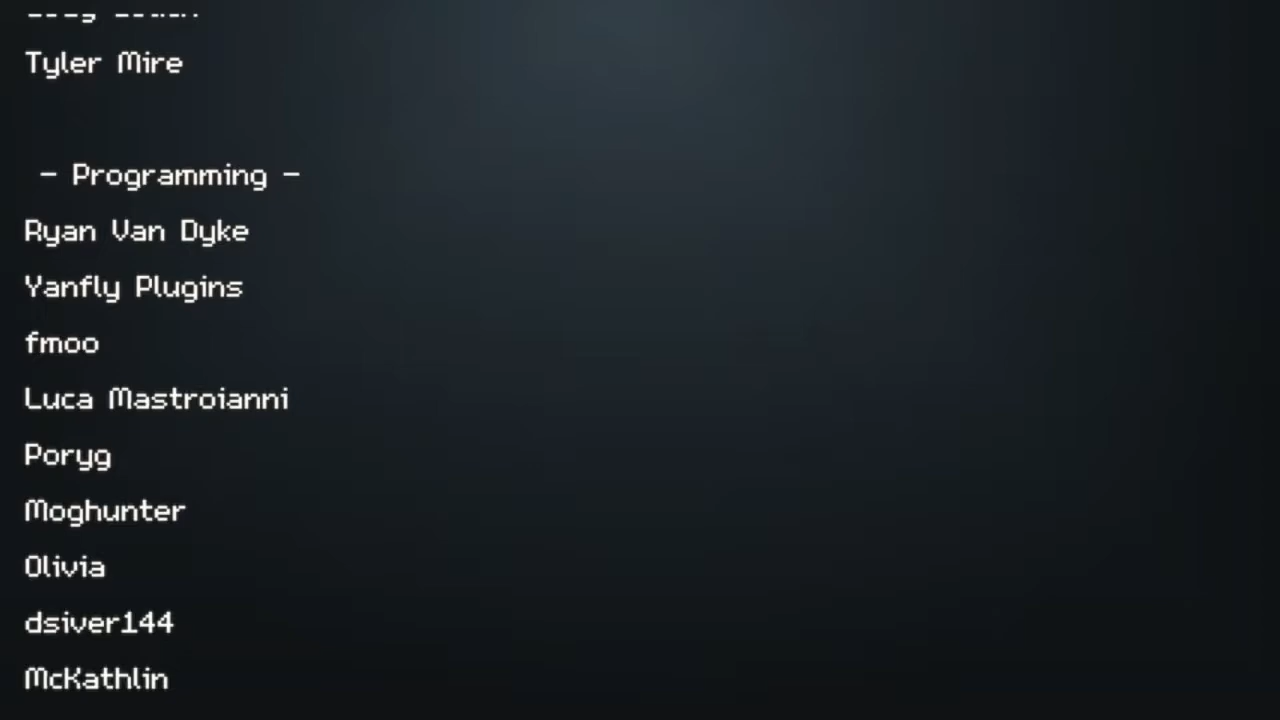 Tyler Mire
- Programming -
Ryan Van Dyke
Yanfly Plugins
fmoo
Luca Mastroianni
Poryg
Moghunter
Olivia
dsiver144
McKathlin